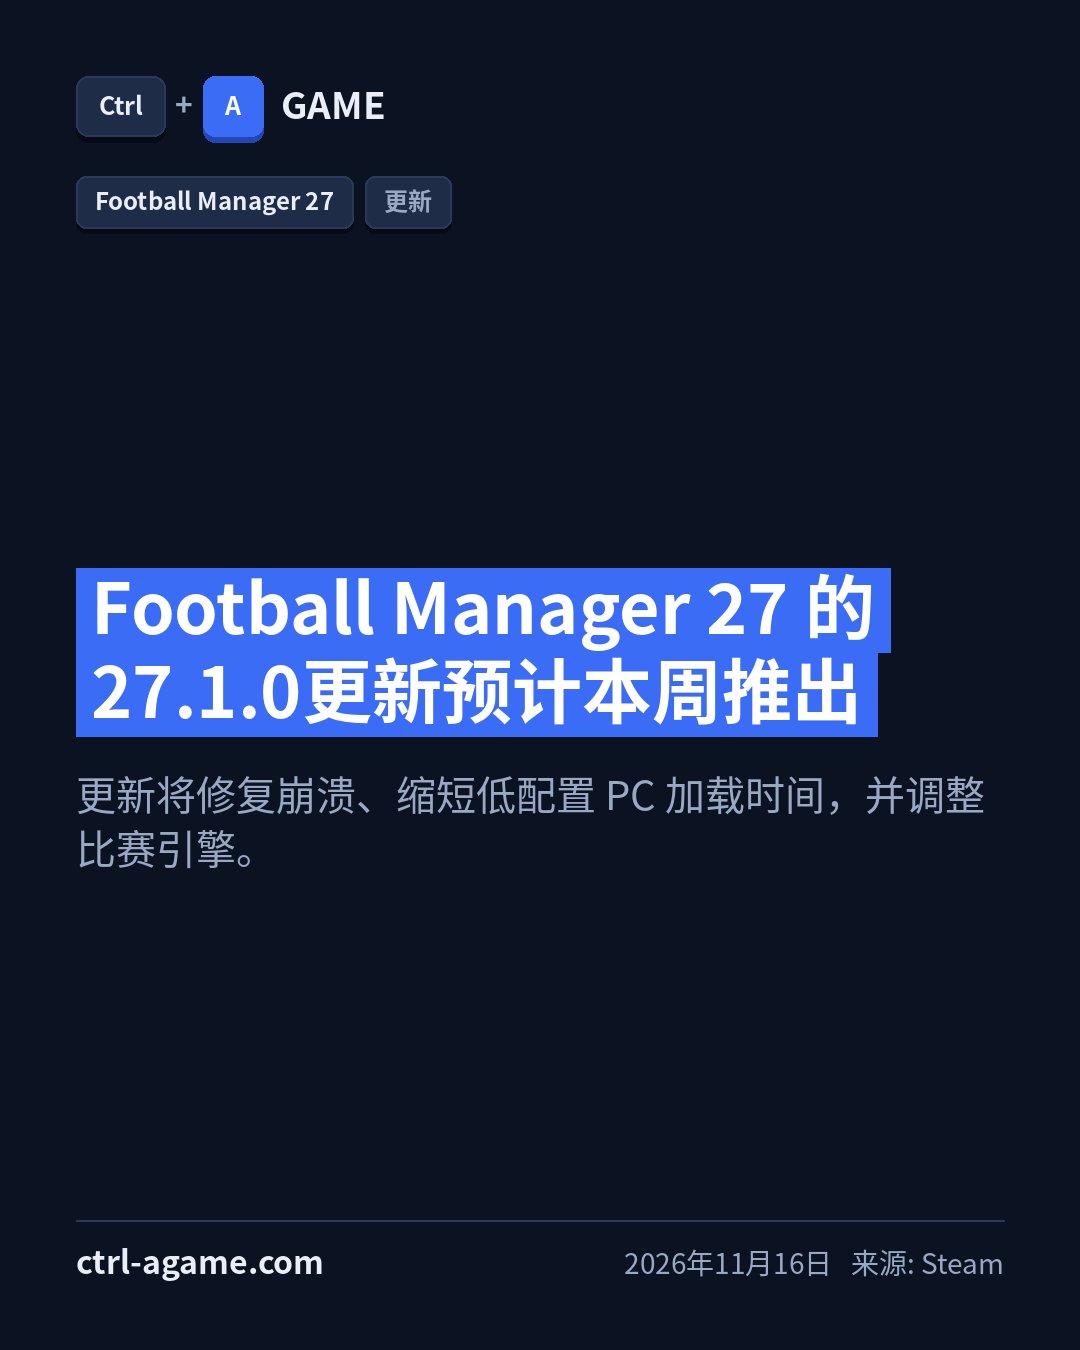 Ctrl + A GAME
Football Manager 27 更新
Football Manager 27 的
27.1.0更新预计本周推出
更新将修复崩溃、缩短低配置 PC 加载时间，并调整
比赛引擎。
ctrl-agame.com 2026年11月16日 来源: Steam